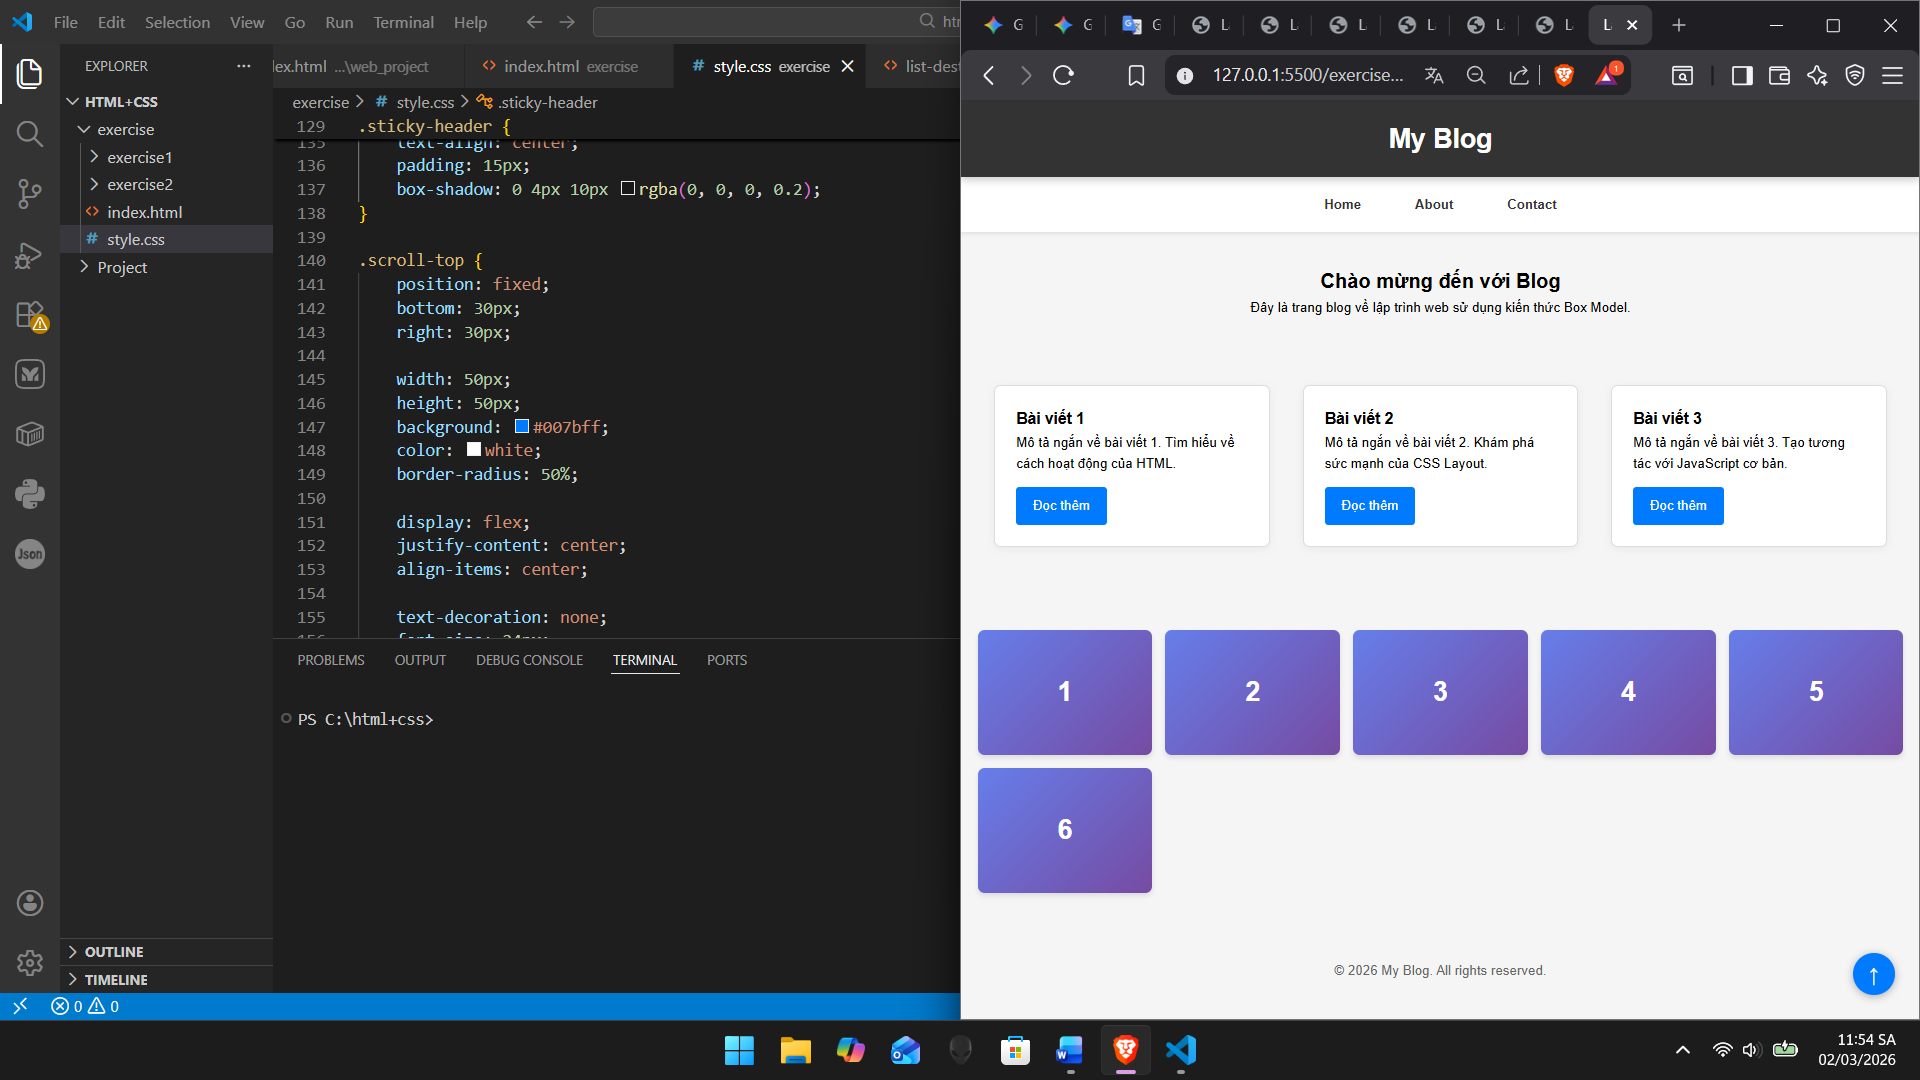 File Edit Selection View Go Run Terminal Help
EXPLORER
HTML+CSS
exercise
exercise1
exercise2
index.html
style.css
Project
OUTLINE
TIMELINE
Json
dex.html ...\web_project
index.html exercise
style.css exercise
exercise > style.css > .sticky-header
129 .sticky-header {
135 text-align: center;
136 padding: 15px;
137 box-shadow: 0 4px 10px rgba(0, 0, 0, 0.2);
138 }
139
140 .scroll-top {
141 position: fixed;
142 bottom: 30px;
143 right: 30px;
144
145 width: 50px;
146 height: 50px;
147 background: #007bff;
148 color: white;
149 border-radius: 50%;
150
151 display: flex;
152 justify-content: center;
153 align-items: center;
154
155 text-decoration: none;
PROBLEMS OUTPUT DEBUG CONSOLE TERMINAL PORTS
PS C:\html+css>
0 0
G G G L L L L L L L
127.0.0.1:5500/exercise...
1
My Blog
Home About Contact
Chào mừng đến với Blog
Đây là trang blog về lập trình web sử dụng kiến thức Box Model.
Bài viết 1
Mô tả ngắn về bài viết 1. Tìm hiểu về
cách hoạt động của HTML.
Đọc thêm
Bài viết 2
Mô tả ngắn về bài viết 2. Khám phá
sức mạnh của CSS Layout.
Đọc thêm
Bài viết 3
Mô tả ngắn về bài viết 3. Tạo tương
tác với JavaScript cơ bản.
Đọc thêm
1 2 3 4 5
6
© 2026 My Blog. All rights reserved.
↑
11:54 SA
02/03/2026